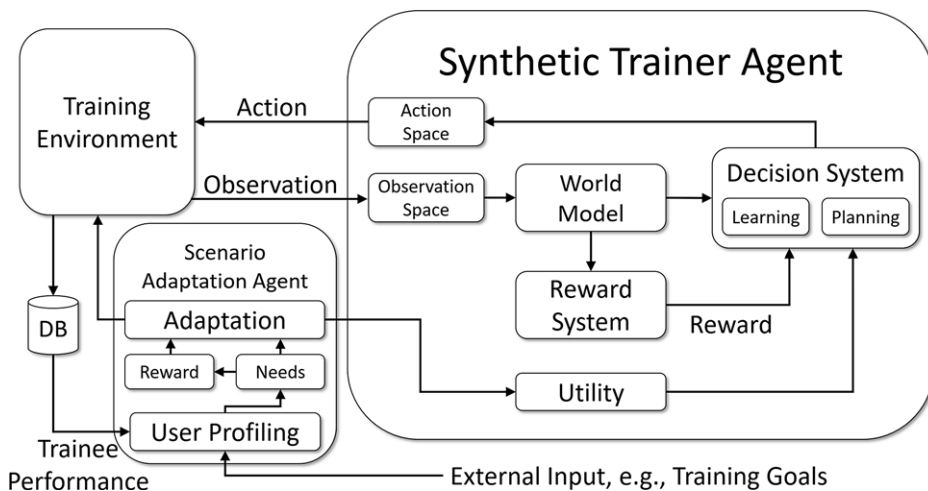 Synthetic Trainer Agent
Training
Environment
Action
Action
Space
Observation
Observation
Space
World
Model
Decision System
Learning
Planning
Scenario
Adaptation Agent
Reward
System
Reward
DB
Adaptation
Reward
Needs
Utility
User Profiling
Trainee
Performance
External Input, e.g., Training Goals